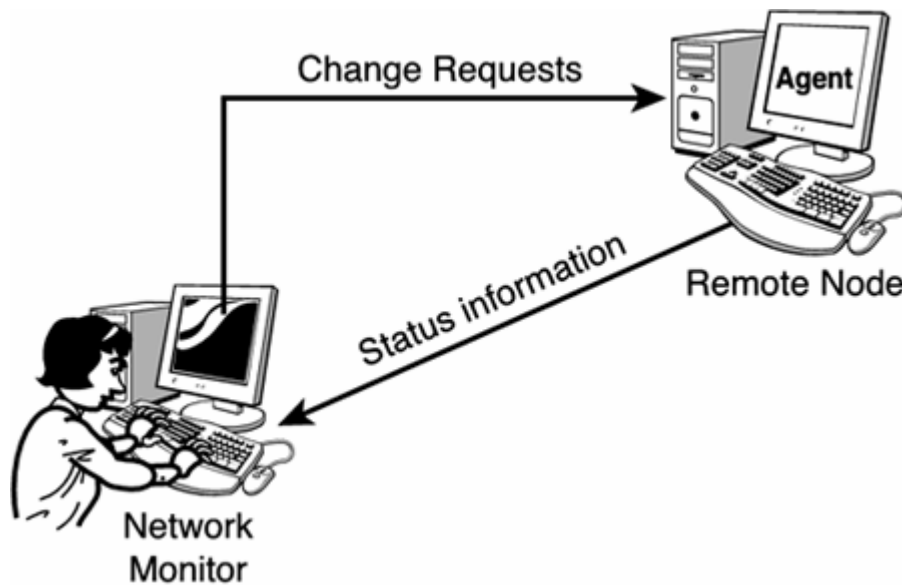 Change Requests
Agent
Remote Node
Status information
Network
Monitor